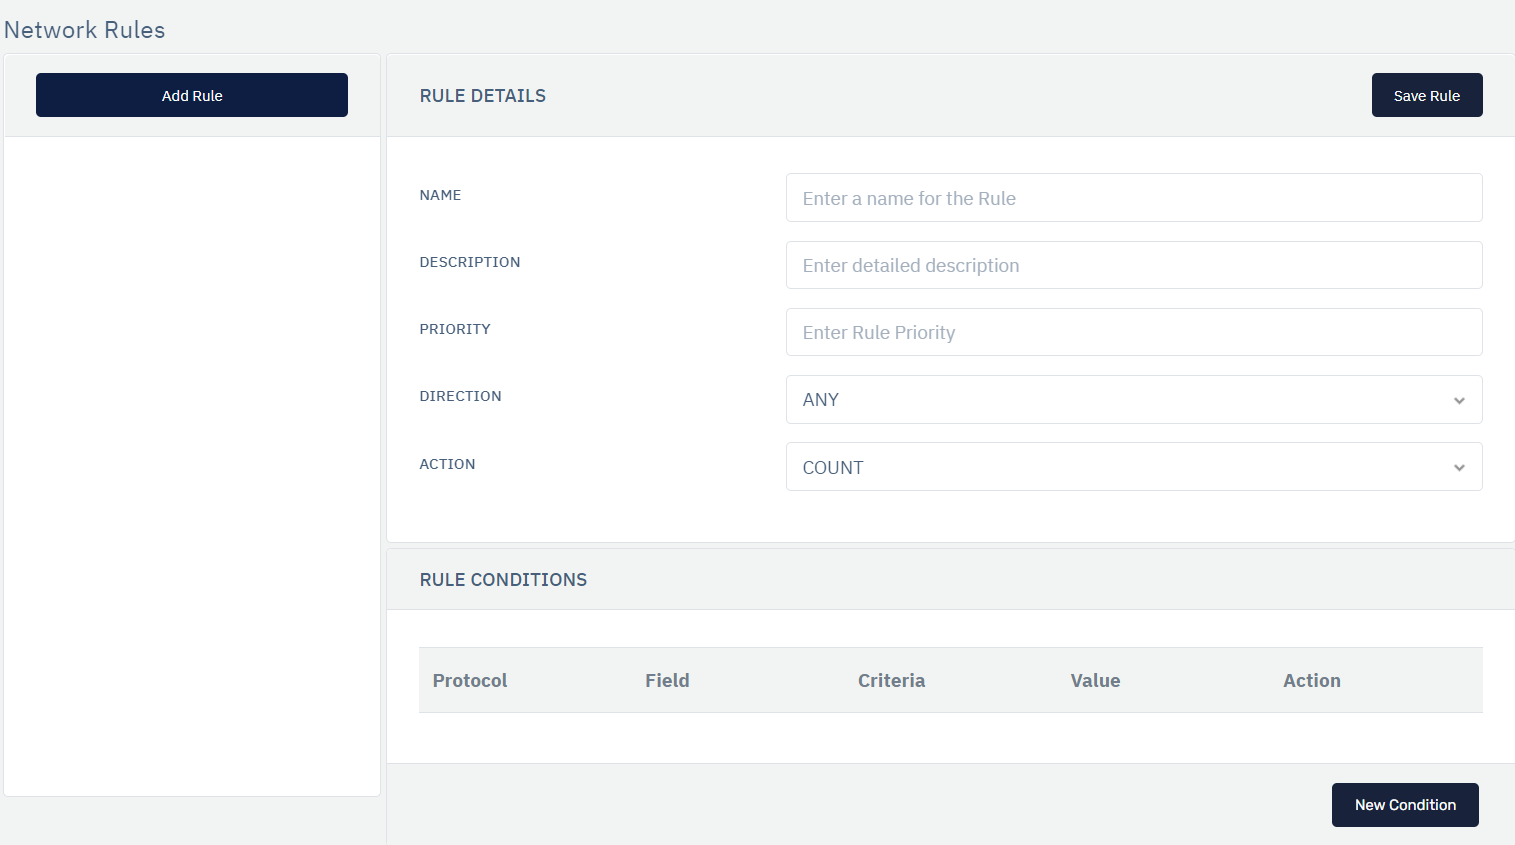 Network Rules
Add Rule
RULE DETAILS
Save Rule
NAME
Enter a name for the Rule
DESCRIPTION
Enter detailed description
PRIORITY
Enter Rule Priority
DIRECTION
ANY
ACTION
COUNT
RULE CONDITIONS
Protocol Field Criteria Value Action
New Condition